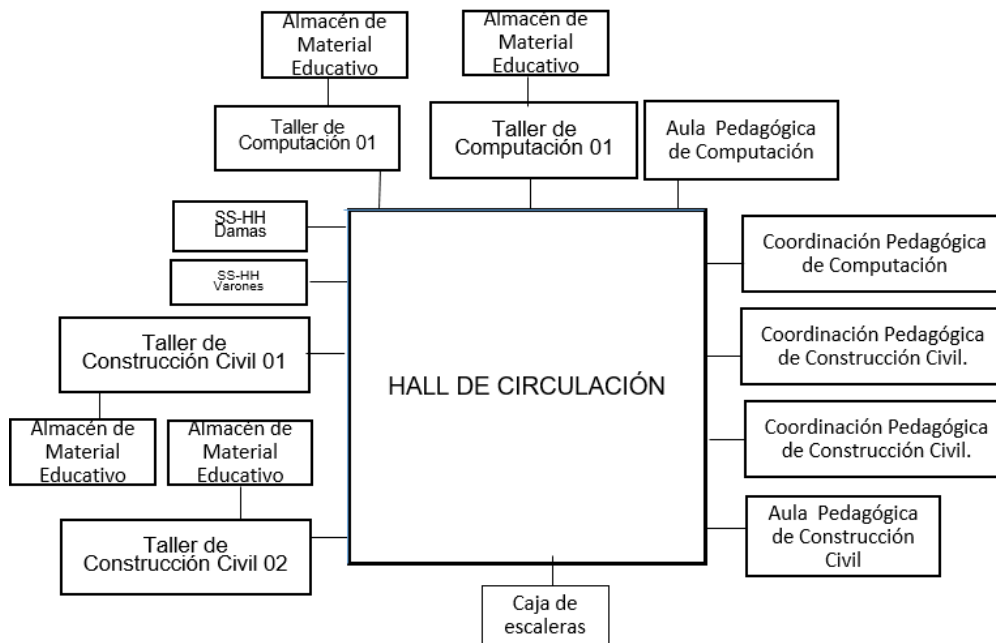 Almacén de
Material
Educativo
Almacén de
Material
Educativo
Taller de
Computación 01
Taller de
Computación 01
Aula Pedagógica
de Computación
SS-HH
Damas
SS-HH
Varones
Coordinación Pedagógica
de Computación
Taller de
Construcción Civil 01
Coordinación Pedagógica
de Construcción Civil.
HALL DE CIRCULACIÓN
Almacén de
Material
Educativo
Almacén de
Material
Educativo
Coordinación Pedagógica
de Construcción Civil.
Taller de
Construcción Civil 02
Aula Pedagógica
de Construcción
Civil
Caja de
escaleras